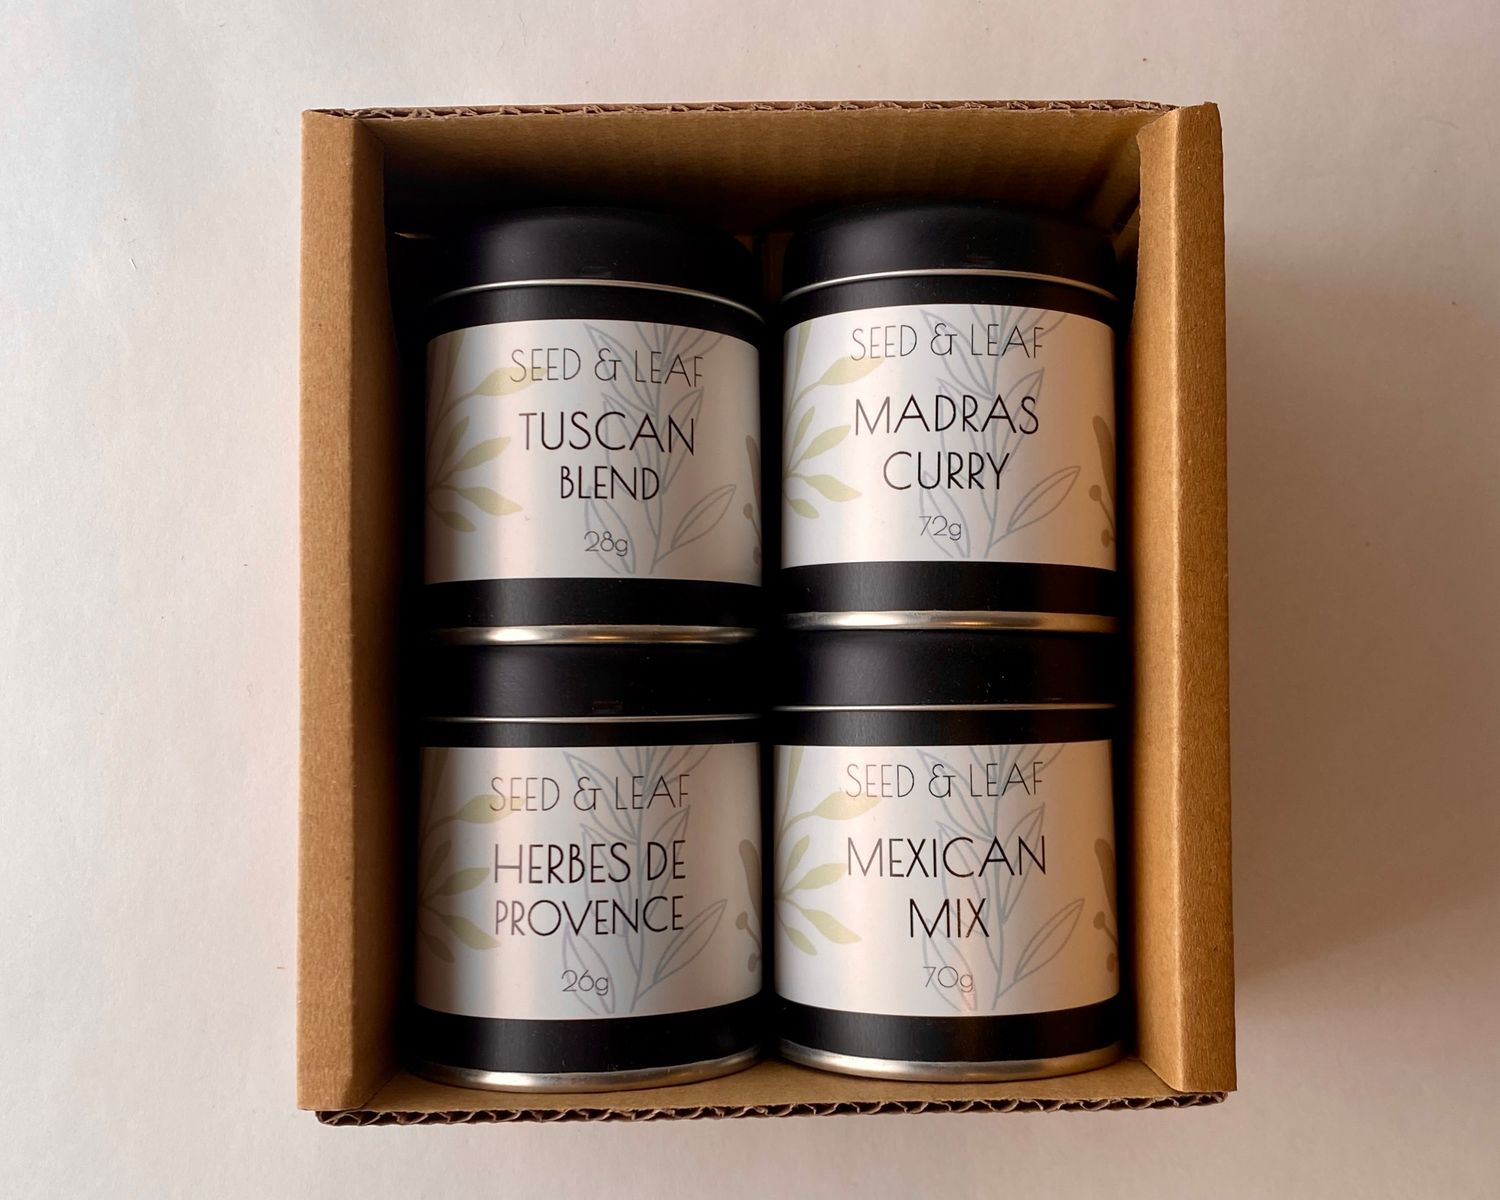 SEED & LEAF
TUSCAN
BLEND
28g
SEED & LEAF
MADRAS
CURRY
72g
SEED & LEAF
HERBES DE
PROVENCE
26g
SEED & LEAF
MEXICAN
MIX
70g